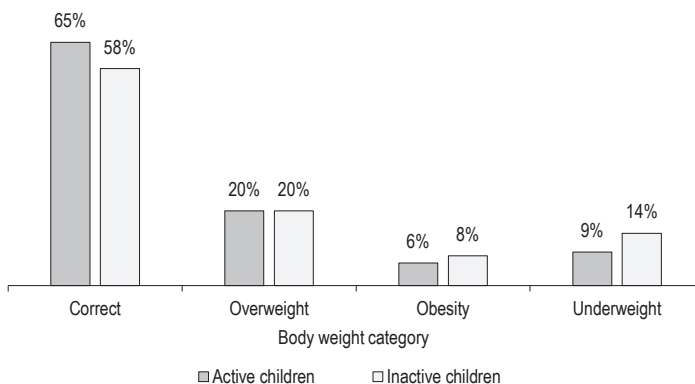 65%
58%
20% 20%
6% 8%
9%
14%
Correct Overweight Obesity Underweight
Body weight category
Active children Inactive children